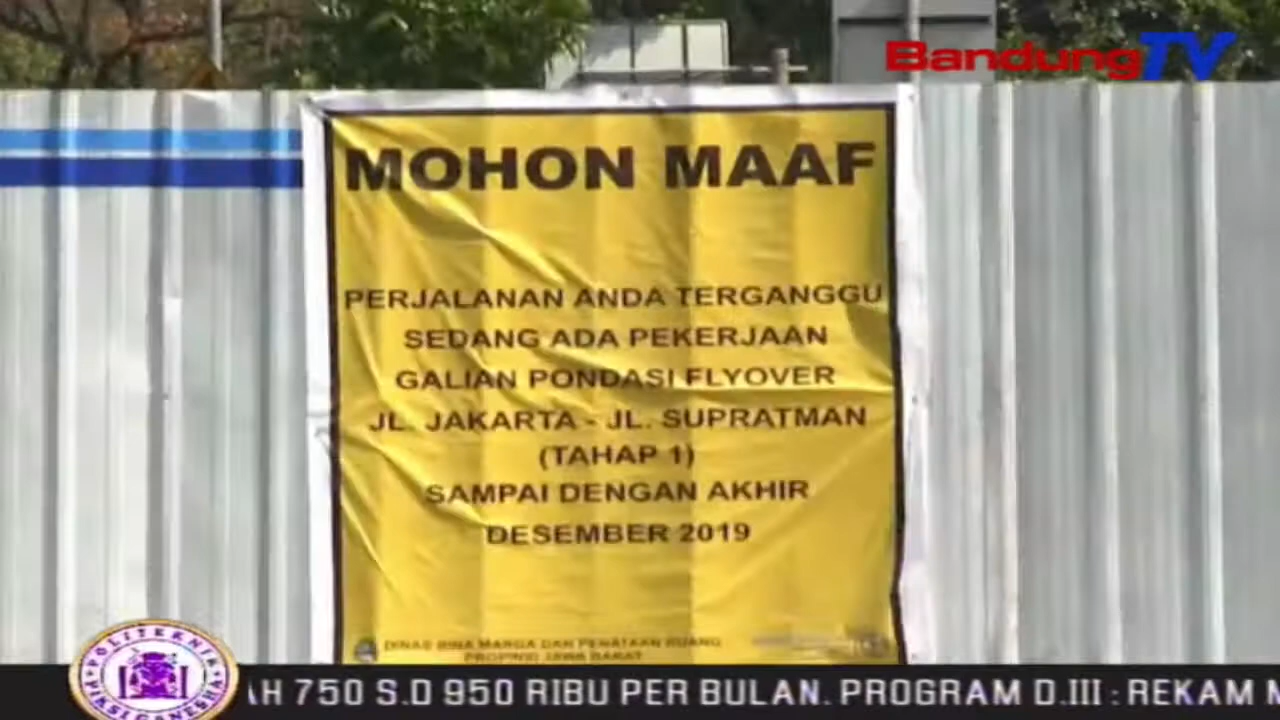 BandungTV
MOHON MAAF
PERJALANAN ANDA TERGANGGU
SEDANG ADA PEKERJAAN
GALIAN PONDASI FLYOVER
JL. JAKARTA - JL. SUPRATMAN
(TAHAP 1)
SAMPAI DENGAN AKHIR
DESEMBER 2019
DINAS BINA MARGA DAN PENATAAN RUANG
PROPINSI JAWA BARAT
AH 750 S.D 950 RIBU PER BULAN. PROGRAM D.III : REKAM M